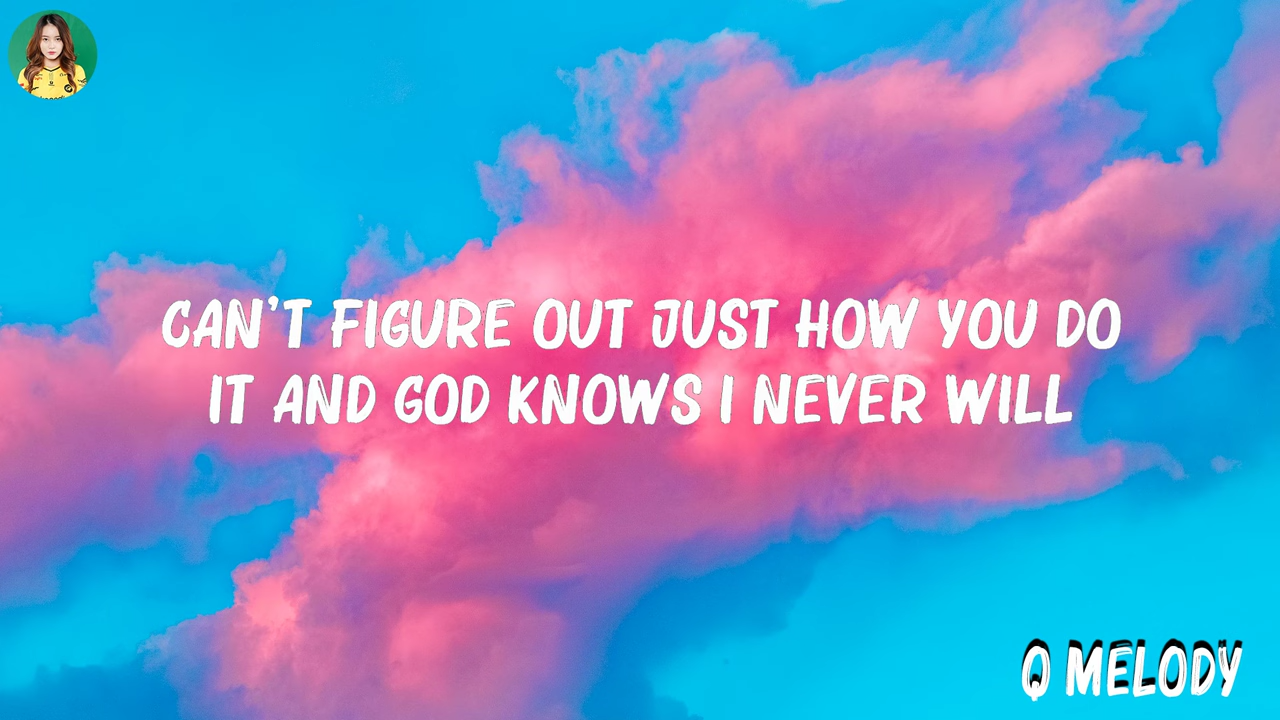 CAN'T FIGURE OUT JUST HOW YOU DO
IT AND GOD KNOWS I NEVER WILL
Q MELODY